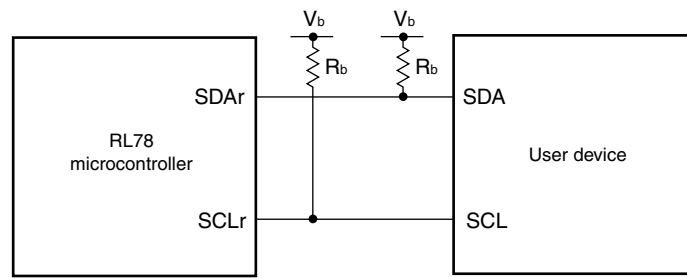 Vb Vb
Rb Rb
SDAr SDA
RL78
microcontroller
User device
SCLr SCL